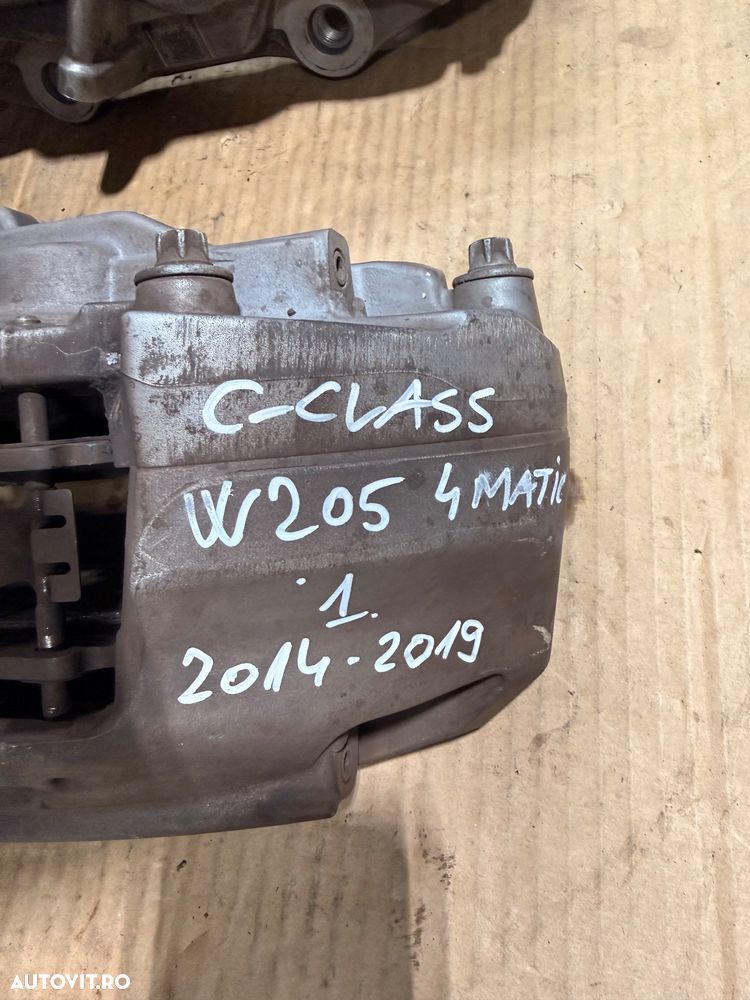 C-CLASS
W205 4MATIC
1.
2014-2019
AUTOVIT.RO